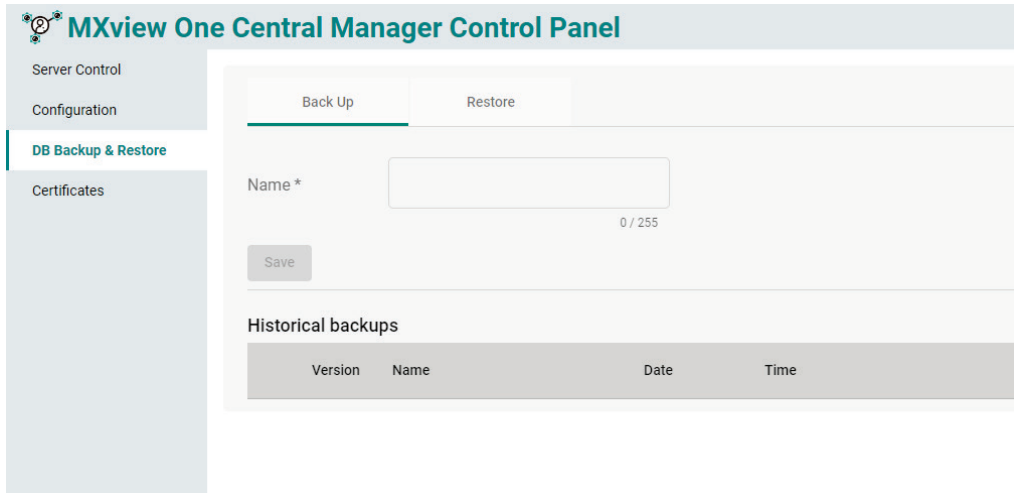 MXview One Central Manager Control Panel
Server Control
Configuration
DB Backup & Restore
Certificates
Back Up Restore
Name *
0 / 255
Save
Historical backups
Version Name Date Time